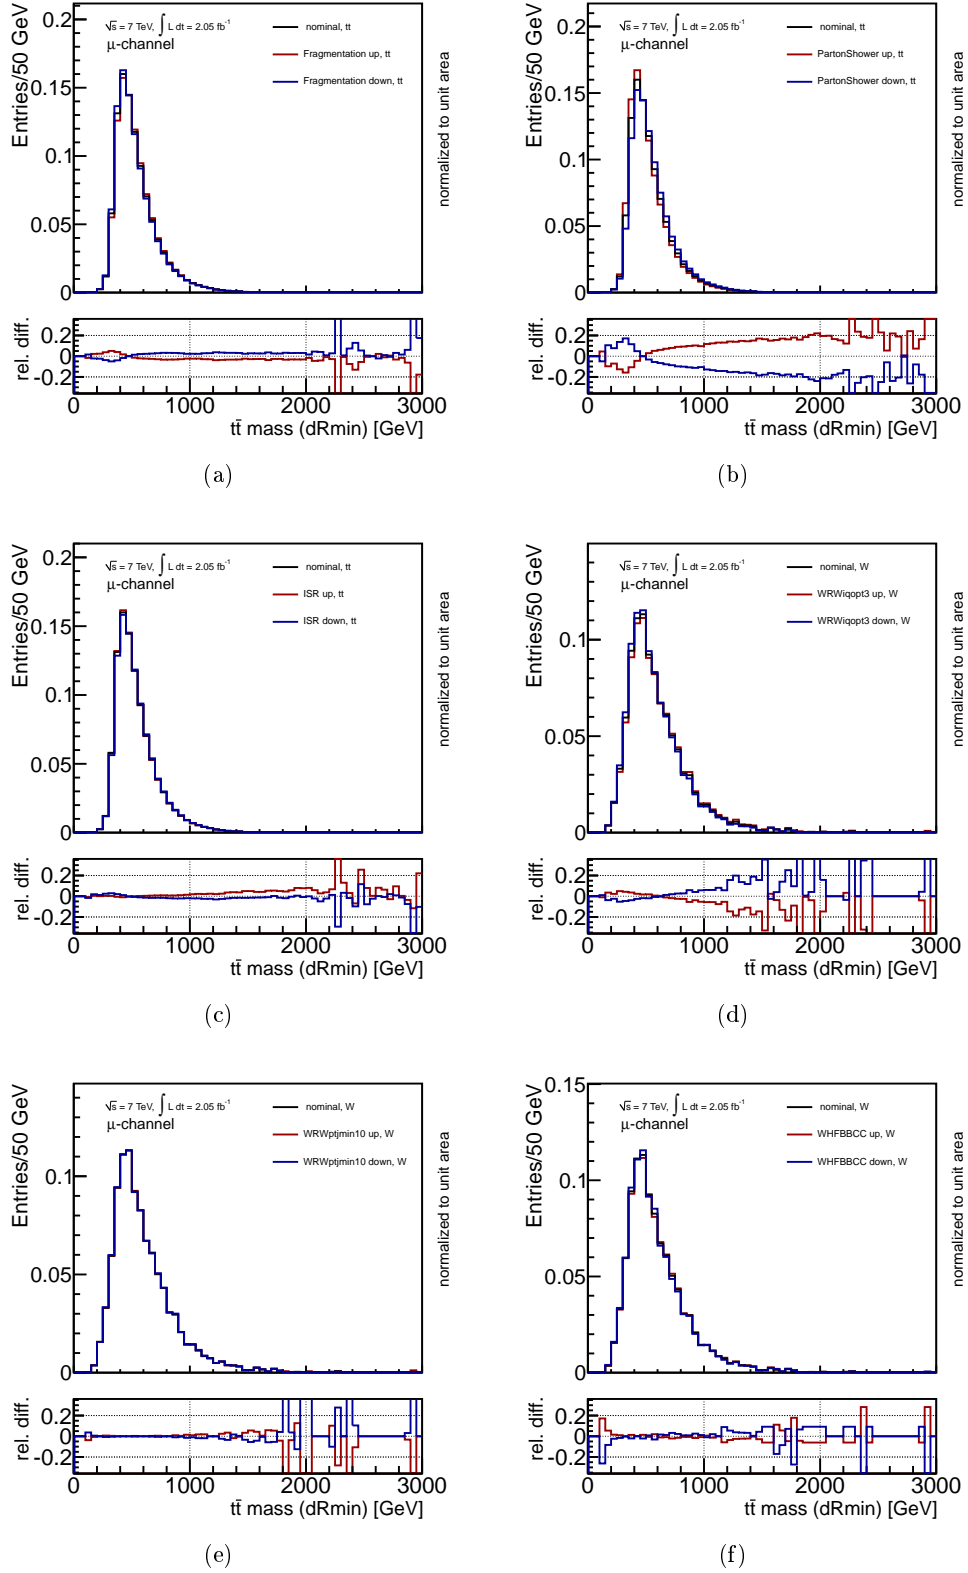 √s = 7 TeV, ∫ L dt = 2.05 fb⁻¹
μ-channel
nominal, tt
Fragmentation up, tt
Fragmentation down, tt
Entries/50 GeV
normalized to unit area
0.2
0.15
0.1
0.05
0
rel. diff.
0.2
0
-0.2
0 1000 2000 3000
tt̄ mass (dRmin) [GeV]
(a)
√s = 7 TeV, ∫ L dt = 2.05 fb⁻¹
μ-channel
nominal, tt
PartonShower up, tt
PartonShower down, tt
Entries/50 GeV
normalized to unit area
0.2
0.15
0.1
0.05
0
rel. diff.
0.2
0
-0.2
0 1000 2000 3000
tt̄ mass (dRmin) [GeV]
(b)
√s = 7 TeV, ∫ L dt = 2.05 fb⁻¹
μ-channel
nominal, tt
ISR up, tt
ISR down, tt
Entries/50 GeV
normalized to unit area
0.2
0.15
0.1
0.05
0
rel. diff.
0.2
0
-0.2
0 1000 2000 3000
tt̄ mass (dRmin) [GeV]
(c)
√s = 7 TeV, ∫ L dt = 2.05 fb⁻¹
μ-channel
nominal, W
WRWiqopt3 up, W
WRWiqopt3 down, W
Entries/50 GeV
normalized to unit area
0.1
0.05
0
rel. diff.
0.2
0
-0.2
0 1000 2000 3000
tt̄ mass (dRmin) [GeV]
(d)
√s = 7 TeV, ∫ L dt = 2.05 fb⁻¹
μ-channel
nominal, W
WRWptjmin10 up, W
WRWptjmin10 down, W
Entries/50 GeV
normalized to unit area
0.1
0.05
0
rel. diff.
0.2
0
-0.2
0 1000 2000 3000
tt̄ mass (dRmin) [GeV]
(e)
√s = 7 TeV, ∫ L dt = 2.05 fb⁻¹
μ-channel
nominal, W
WHFBBCC up, W
WHFBBCC down, W
Entries/50 GeV
normalized to unit area
0.15
0.1
0.05
0
rel. diff.
0.2
0
-0.2
0 1000 2000 3000
tt̄ mass (dRmin) [GeV]
(f)